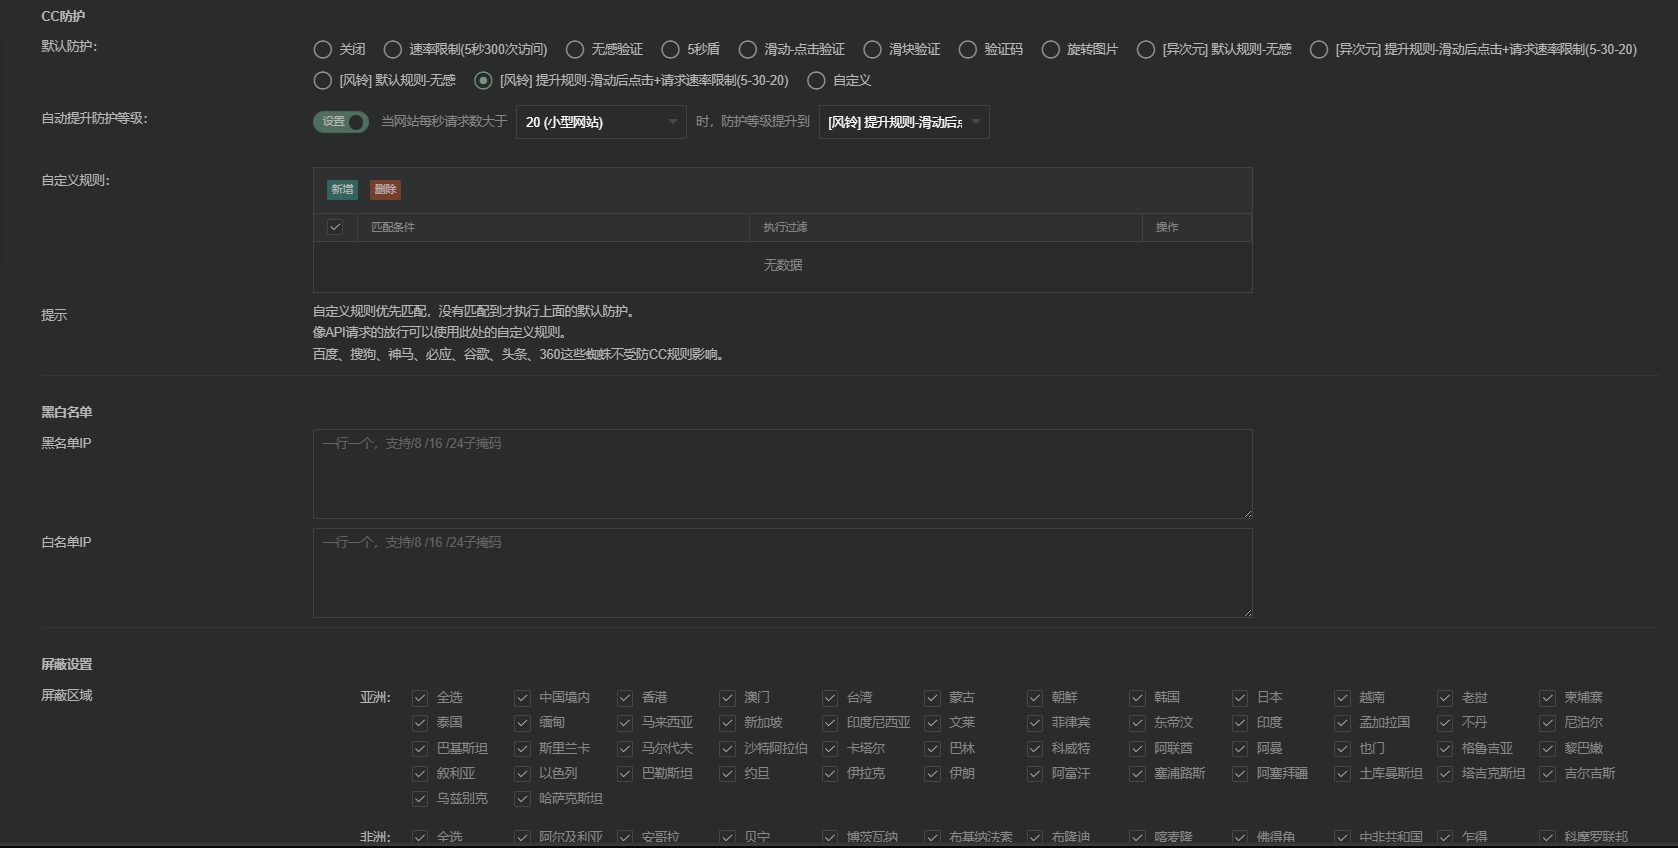 CC防护
默认防护:
关闭 速率限制(5秒300次访问) 无感验证 5秒盾 滑动-点击验证 滑块验证 验证码 旋转图片 [异次元] 默认规则-无感 [异次元] 提升规则-滑动后点击+请求速率限制(5-30-20)
[风铃] 默认规则-无感 [风铃] 提升规则-滑动后点击+请求速率限制(5-30-20) 自定义
自动提升防护等级: 设置 当网站每秒请求数大于 20 (小型网站) 时，防护等级提升到 [风铃] 提升规则-滑动后点
自定义规则:
新增 删除
匹配条件 执行过滤 操作
无数据
提示
自定义规则优先匹配，没有匹配到才执行上面的默认防护。
像API请求的放行可以使用此处的自定义规则。
百度、搜狗、神马、必应、谷歌、头条、360这些蜘蛛不受防CC规则影响。
黑白名单
黑名单IP
一行一个，支持/8 /16 /24子掩码
白名单IP
一行一个，支持/8 /16 /24子掩码
屏蔽设置
屏蔽区域
亚洲: 全选 中国境内 香港 澳门 台湾 蒙古 朝鲜 韩国 日本 越南 老挝 柬埔寨
泰国 缅甸 马来西亚 新加坡 印度尼西亚 文莱 菲律宾 东帝汶 印度 孟加拉国 不丹 尼泊尔
巴基斯坦 斯里兰卡 马尔代夫 沙特阿拉伯 卡塔尔 巴林 科威特 阿联酋 阿曼 也门 格鲁吉亚 黎巴嫩
叙利亚 以色列 巴勒斯坦 约旦 伊拉克 伊朗 阿富汗 塞浦路斯 阿塞拜疆 土库曼斯坦 塔吉克斯坦 吉尔吉斯
乌兹别克 哈萨克斯坦
非洲: 全选 阿尔及利亚 安哥拉 贝宁 博茨瓦纳 布基纳法索 布隆迪 喀麦隆 佛得角 中非共和国 乍得 科摩罗联邦